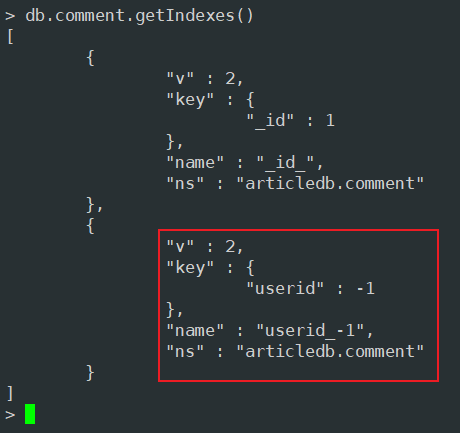 > db.comment.getIndexes()
[
        {
                "v" : 2,
                "key" : {
                        "_id" : 1
                },
                "name" : "_id_",
                "ns" : "articledb.comment"
        },
        {
                "v" : 2,
                "key" : {
                        "userid" : -1
                },
                "name" : "userid_-1",
                "ns" : "articledb.comment"
        }
]
>